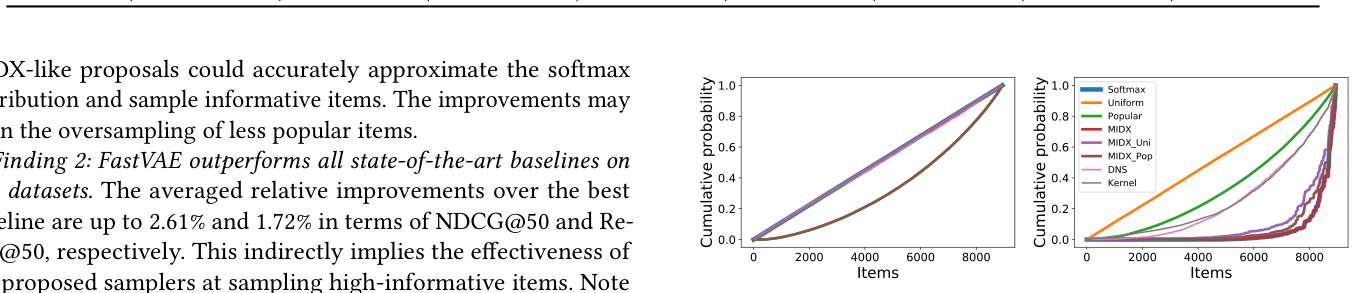 DX-like proposals could accurately approximate the softmax
ribution and sample informative items. The improvements may
n the oversampling of less popular items.
Finding 2: FastVAE outperforms all state-of-the-art baselines on
datasets. The averaged relative improvements over the best
eline are up to 2.61% and 1.72% in terms of NDCG@50 and Re-
@50, respectively. This indirectly implies the effectiveness of
proposed samplers at sampling high-informative items. Note
Cumulative probability
1.0
0.8
0.6
0.4
0.2
0.0
0 2000 4000 6000 8000
Items
Cumulative probability
1.0
0.8
0.6
0.4
0.2
0.0
Softmax
Uniform
Popular
MIDX
MIDX_Uni
MIDX_Pop
DNS
Kernel
0 2000 4000 6000 8000
Items